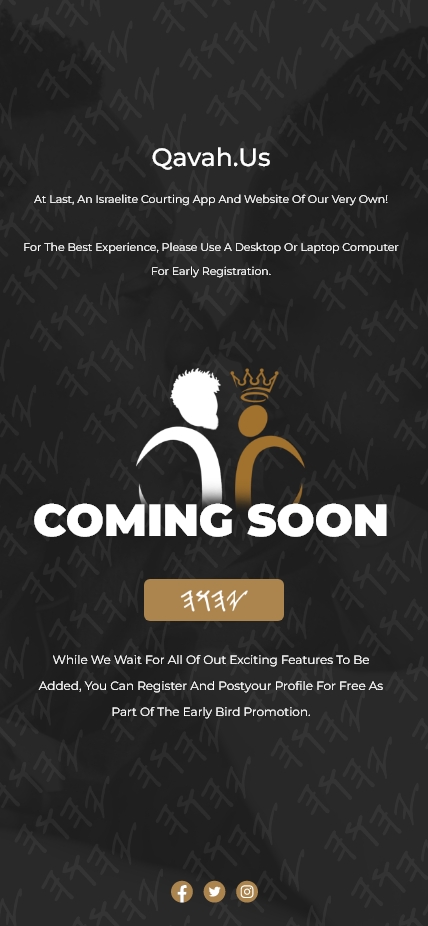 Qavah.Us
At Last, An Israelite Courting App And Website Of Our Very Own!
For The Best Experience, Please Use A Desktop Or Laptop Computer
For Early Registration.
COMING SOON
𐤉𐤄𐤅𐤄
While We Wait For All Of Out Exciting Features To Be
Added, You Can Register And Postyour Profile For Free As
Part Of The Early Bird Promotion.